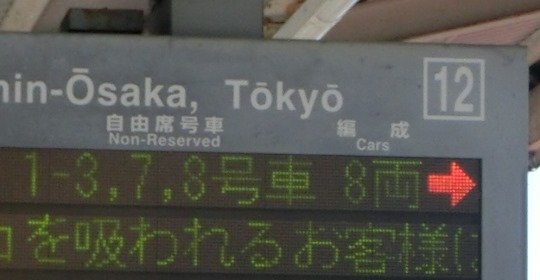 hin-Ōsaka, Tōkyō 12
自由席号車 編成
Non-Reserved Cars
1-3,7,8号車 8両
を吸われるお客様は